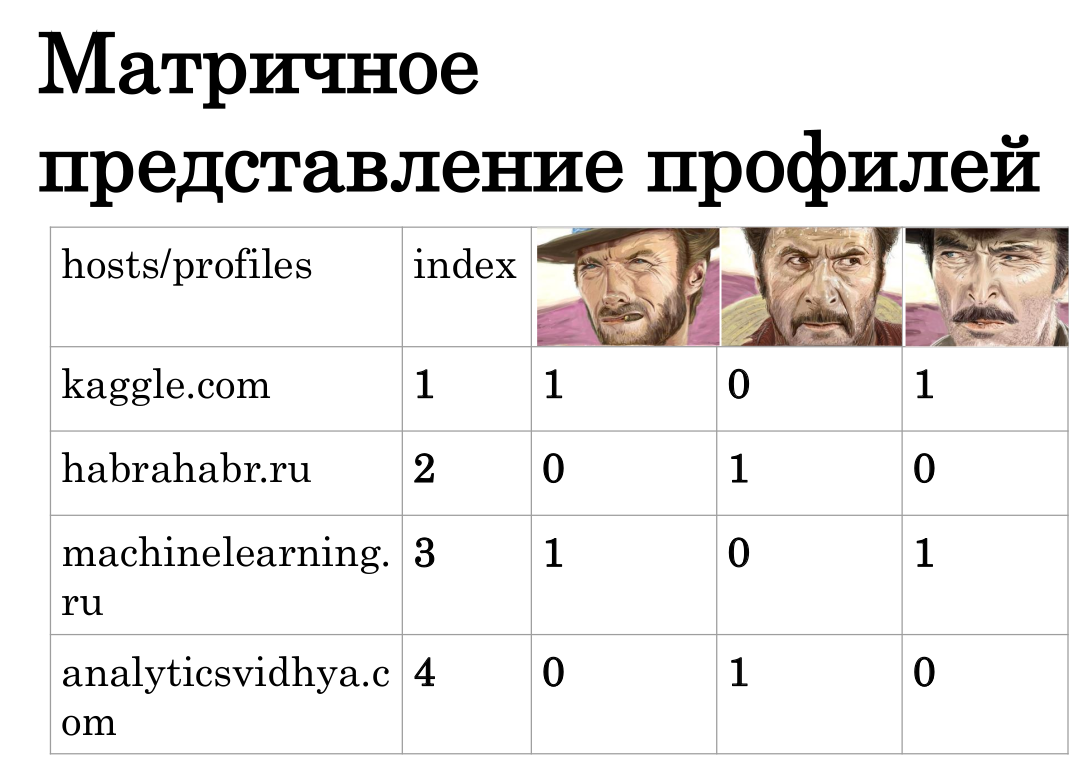 Матричное
представление профилей
hosts/profiles index
kaggle.com 1 1 0 1
habrahabr.ru 2 0 1 0
machinelearning. 3 1 0 1
ru
analyticsvidhya.c 4 0 1 0
om